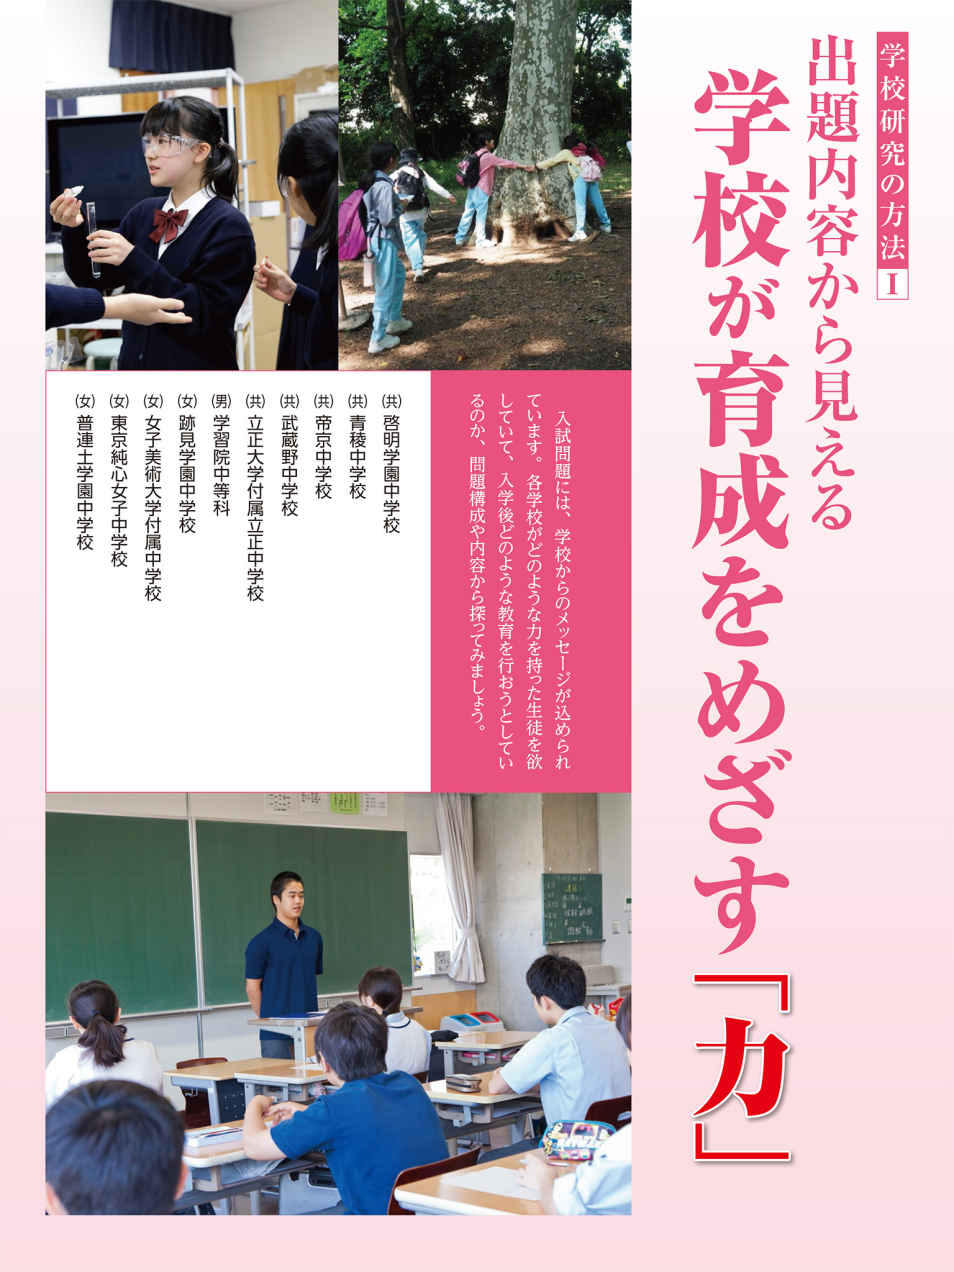 学校研究の方法 I
出題内容から見える
学校が育成をめざす「力」
入試問題には、学校からのメッセージが込められ
ています。各学校がどのような力を持った生徒を欲
していて、入学後どのような教育を行おうとしてい
るのか、問題構成や内容から探ってみましょう。
(共) 啓明学園中学校
(共) 青稜中学校
(共) 帝京中学校
(共) 武蔵野中学校
(共) 立正大学付属立正中学校
(男) 学習院中等科
(女) 跡見学園中学校
(女) 女子美術大学付属中学校
(女) 東京純心女子中学校
(女) 普連土学園中学校